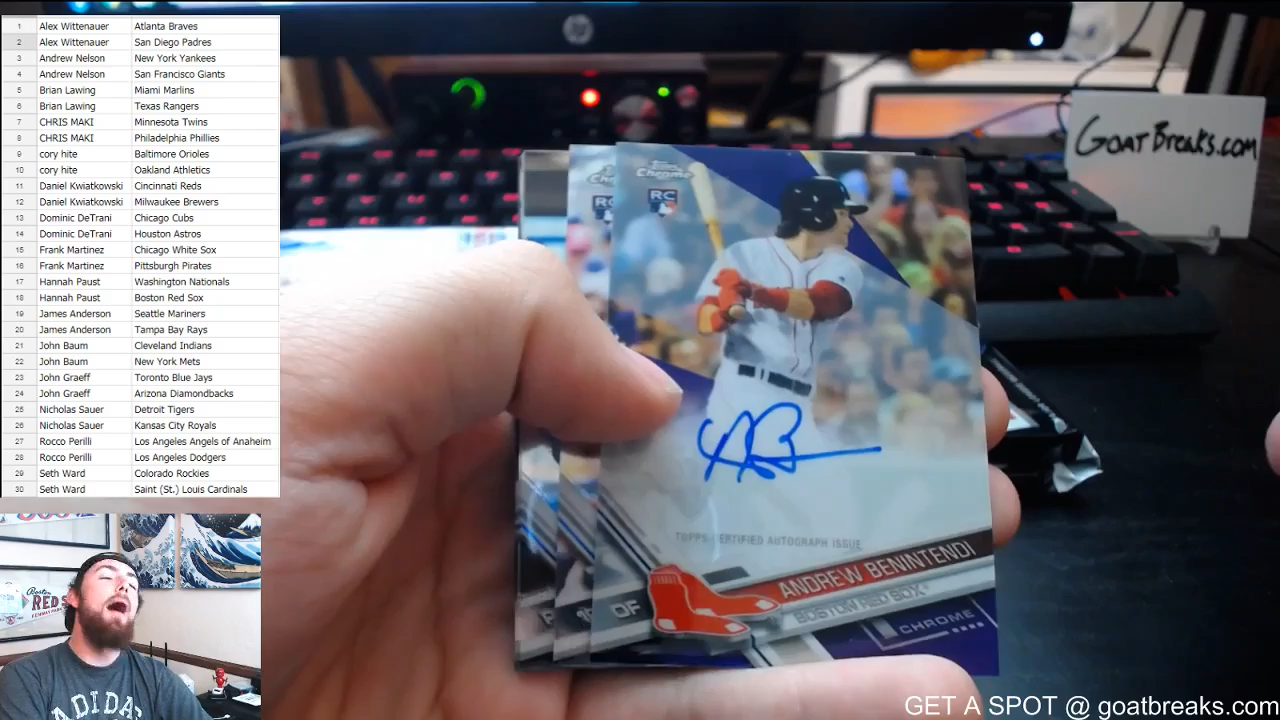 1 Alex Wittenauer Atlanta Braves
2 Alex Wittenauer San Diego Padres
3 Andrew Nelson New York Yankees
4 Andrew Nelson San Francisco Giants
5 Brian Lawing Miami Marlins
6 Brian Lawing Texas Rangers
7 CHRIS MAKI Minnesota Twins
8 CHRIS MAKI Philadelphia Phillies
9 cory hite Baltimore Orioles
10 cory hite Oakland Athletics
11 Daniel Kwiatkowski Cincinnati Reds
12 Daniel Kwiatkowski Milwaukee Brewers
13 Dominic DeTrani Chicago Cubs
14 Dominic DeTrani Houston Astros
15 Frank Martinez Chicago White Sox
16 Frank Martinez Pittsburgh Pirates
17 Hannah Paust Washington Nationals
18 Hannah Paust Boston Red Sox
19 James Anderson Seattle Mariners
20 James Anderson Tampa Bay Rays
21 John Baum Cleveland Indians
22 John Baum New York Mets
23 John Graeff Toronto Blue Jays
24 John Graeff Arizona Diamondbacks
25 Nicholas Sauer Detroit Tigers
26 Nicholas Sauer Kansas City Royals
27 Rocco Perilli Los Angeles Angels of Anaheim
28 Rocco Perilli Los Angeles Dodgers
29 Seth Ward Colorado Rockies
30 Seth Ward Saint (St.) Louis Cardinals
hp
GOATBREAKS.COM
Topps
Chrome
RC
TOPPS CERTIFIED AUTOGRAPH ISSUE
OF
ANDREW BENINTENDI
BOSTON RED SOX
CHROME
Boston
REDS
ADIDAS
GET A SPOT @ goatbreaks.com